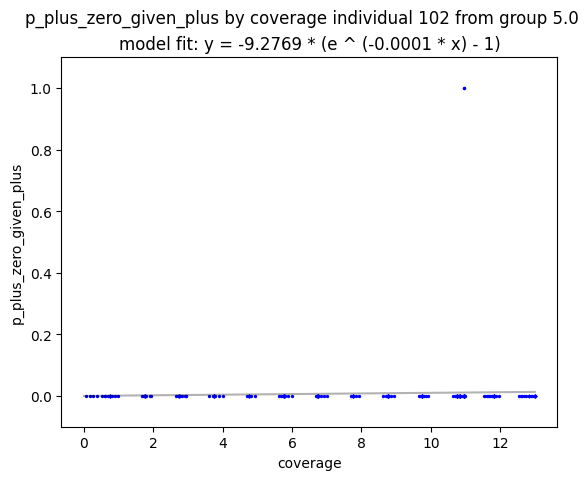 p_plus_zero_given_plus by coverage individual 102 from group 5.0
model fit: y = -9.2769 * (e ^ (-0.0001 * x) - 1)
1.0
0.8
0.6
0.4
0.2
0.0
p_plus_zero_given_plus
0 2 4 6 8 10 12
coverage